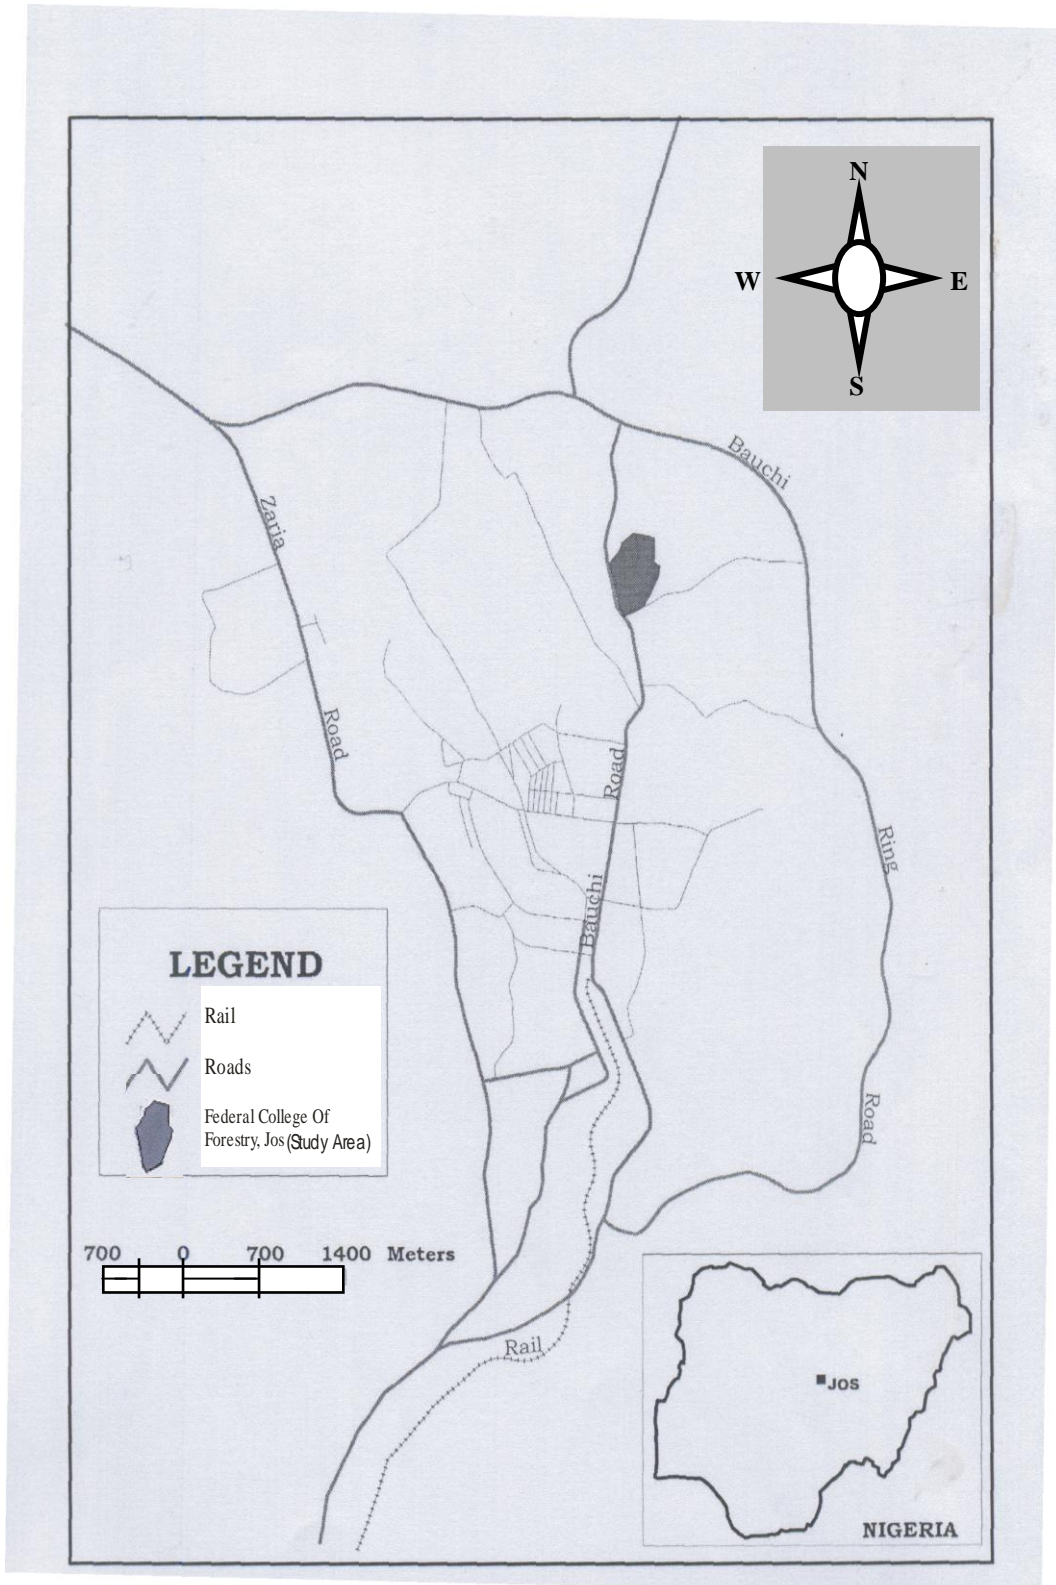 N
W E
S
Bauchi
Zaria
Road
Road
Bauchi
Ring
Road
LEGEND
Rail
Roads
Federal College Of
Forestry, Jos (Study Area)
700 0 700 1400 Meters
Rail
JOS
NIGERIA